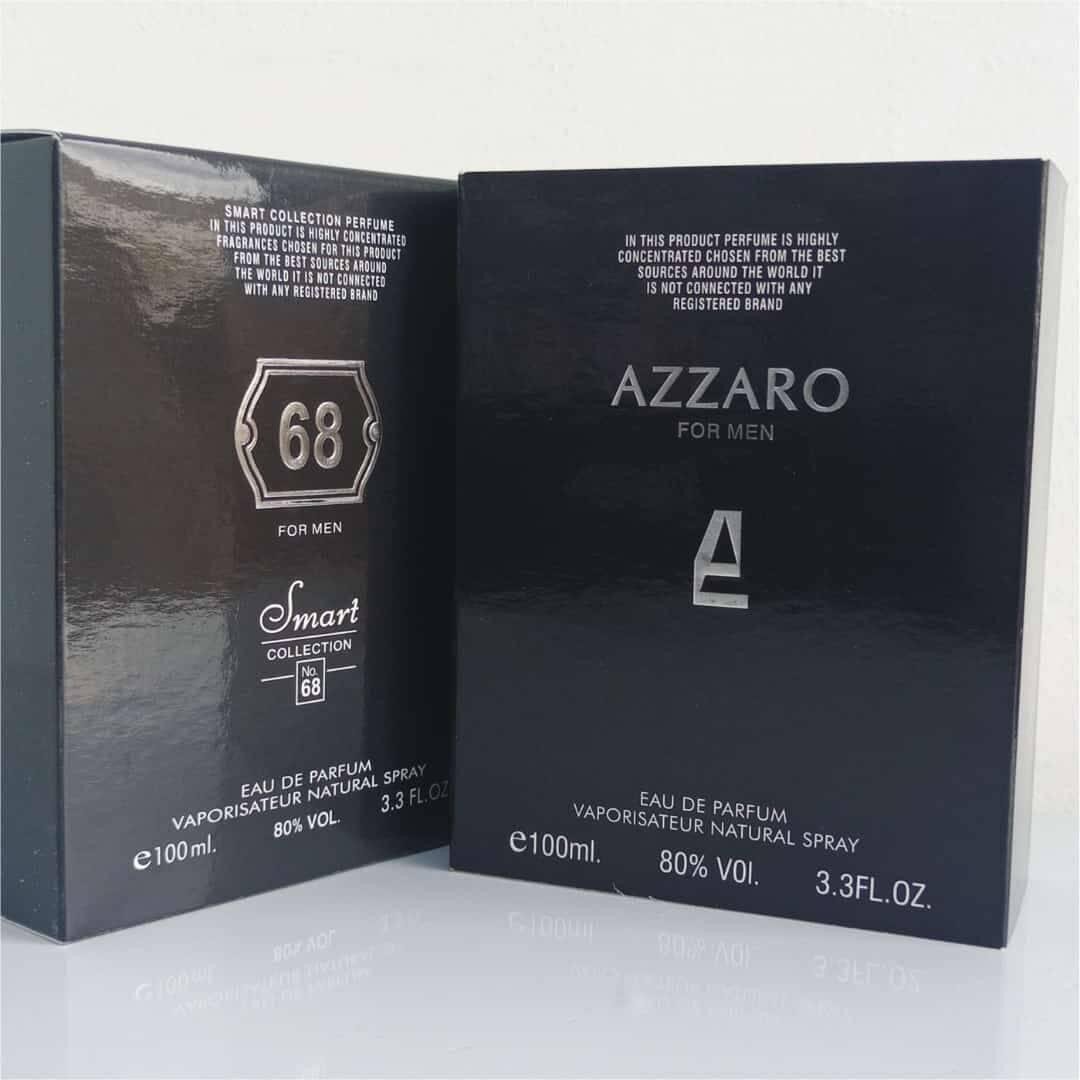 SMART COLLECTION PERFUME
IN THIS PRODUCT IS HIGHLY CONCENTRATED
FRAGRANCES CHOSEN FOR THIS PRODUCT
FROM THE BEST SOURCES AROUND
THE WORLD IT IS NOT CONNECTED
WITH ANY REGISTERED BRAND
68
FOR MEN
Smart
COLLECTION
No.
68
EAU DE PARFUM
VAPORISATEUR NATURAL SPRAY
e100ml. 80% VOL. 3.3 FL.OZ
IN THIS PRODUCT PERFUME IS HIGHLY
CONCENTRATED CHOSEN FROM THE BEST
SOURCES AROUND THE WORLD IT
IS NOT CONNECTED WITH ANY
REGISTERED BRAND
AZZARO
FOR MEN
EAU DE PARFUM
VAPORISATEUR NATURAL SPRAY
e100ml. 80% VOl. 3.3FL.OZ.